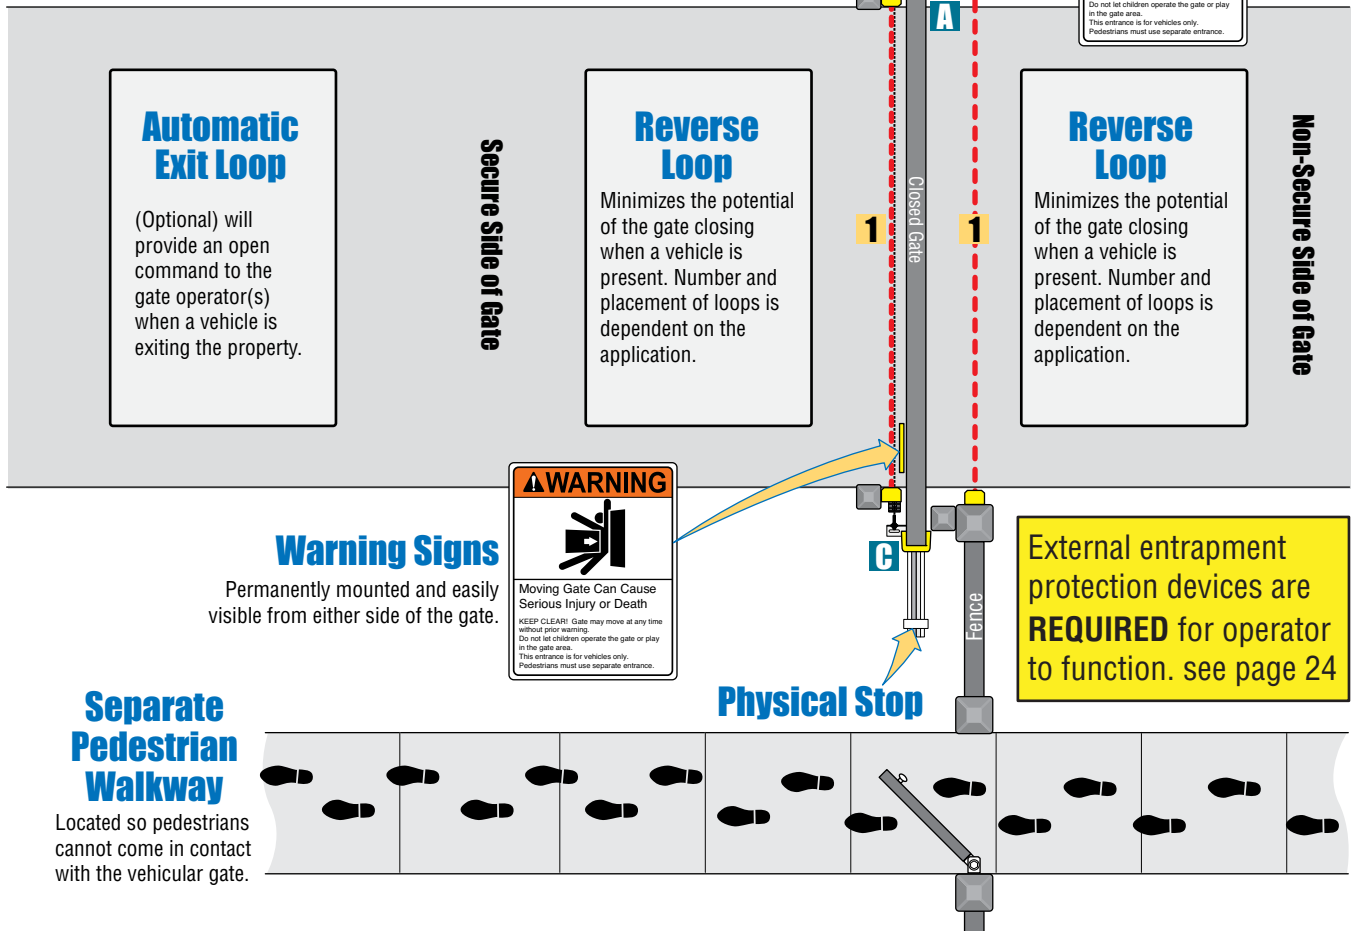 Do not let children operate the gate or play
in the gate area.
This entrance is for vehicles only.
Pedestrians must use separate entrance.
A
Automatic
Exit Loop
(Optional) will
provide an open
command to the
gate operator(s)
when a vehicle is
exiting the property.
Secure Side of Gate
Reverse
Loop
Minimizes the potential
of the gate closing
when a vehicle is
present. Number and
placement of loops is
dependent on the
application.
1
Closed Gate
1
Reverse
Loop
Minimizes the potential
of the gate closing
when a vehicle is
present. Number and
placement of loops is
dependent on the
application.
Non-Secure Side of Gate
Warning Signs
Permanently mounted and easily
visible from either side of the gate.
WARNING
Moving Gate Can Cause
Serious Injury or Death
KEEP CLEAR! Gate may move at any time
without prior warning.
Do not let children operate the gate or play
in the gate area.
This entrance is for vehicles only.
Pedestrians must use separate entrance.
C
Fence
External entrapment
protection devices are
REQUIRED for operator
to function. see page 24
Physical Stop
Separate
Pedestrian
Walkway
Located so pedestrians
cannot come in contact
with the vehicular gate.